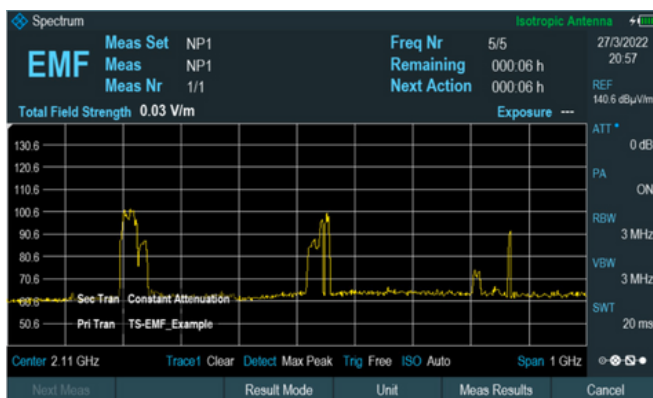 Spectrum Isotropic Antenna
EMF
Meas Set NP1 Freq Nr 5/5
Meas NP1 Remaining 000:06 h
Meas Nr 1/1 Next Action 000:06 h
Total Field Strength 0.03 V/m Exposure ---
27/3/2022
20:57
REF
140.6 dBµV/m
ATT *
0 dB
PA
ON
RBW
3 MHz
VBW
3 MHz
SWT
20 ms
130.6
120.6
110.6
100.6
90.6
80.6
70.6
60.6
Sec Tran Constant Attenuation
50.6
Pri Tran TS-EMF_Example
Center 2.11 GHz Trace1 Clear Detect Max Peak Trig Free ISO Auto Span 1 GHz
Next Meas Result Mode Unit Meas Results Cancel